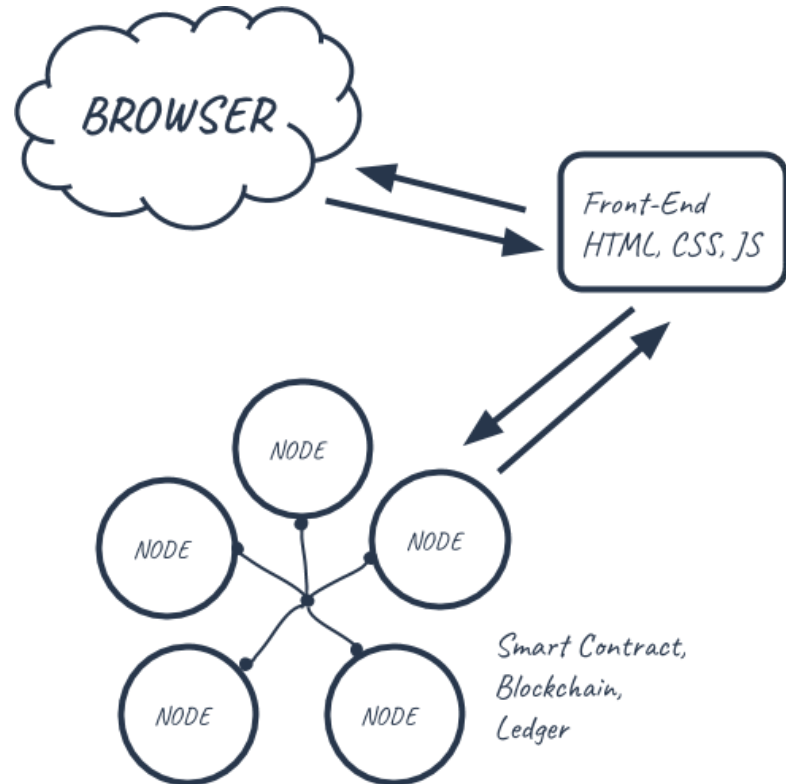 BROWSER
Front-End
HTML, CSS, JS
NODE
NODE
NODE
NODE
NODE
Smart Contract,
Blockchain,
Ledger